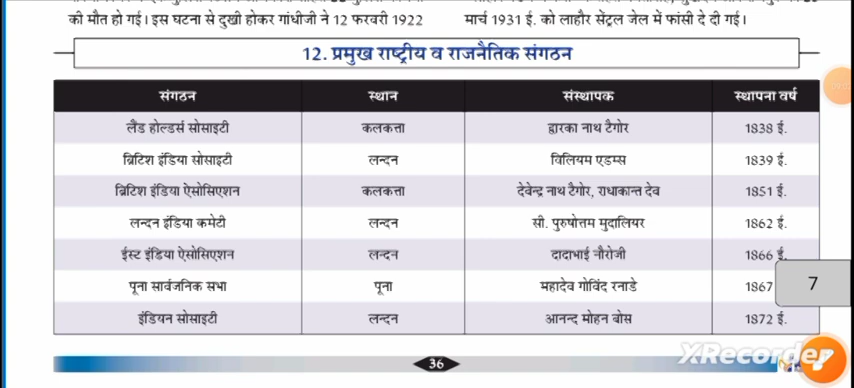 की मौत हो गई। इस घटना से दुखी होकर गांधीजी ने 12 फरवरी 1922
मार्च 1931 ई. को लाहौर सेंट्रल जेल में फांसी दे दी गई।
12. प्रमुख राष्ट्रीय व राजनैतिक संगठन
संगठन स्थान संस्थापक स्थापना वर्ष
लैंड होल्डर्स सोसाइटी कलकत्ता द्वारका नाथ टैगोर 1838 ई.
ब्रिटिश इंडिया सोसाइटी लन्दन विलियम एडम्स 1839 ई.
ब्रिटिश इंडिया ऐसोसिएशन कलकत्ता देवेन्द्र नाथ टैगोर, राधाकान्त देव 1851 ई.
लन्दन इंडिया कमेटी लन्दन सी. पुरुषोत्तम मुदालियर 1862 ई.
ईस्ट इंडिया ऐसोसिएशन लन्दन दादाभाई नौरोजी 1866 ई.
पूना सार्वजनिक सभा पूना महादेव गोविंद रनाडे 1867
7
इंडियन सोसाइटी लन्दन आनन्द मोहन बोस 1872 ई.
36
XRecorder